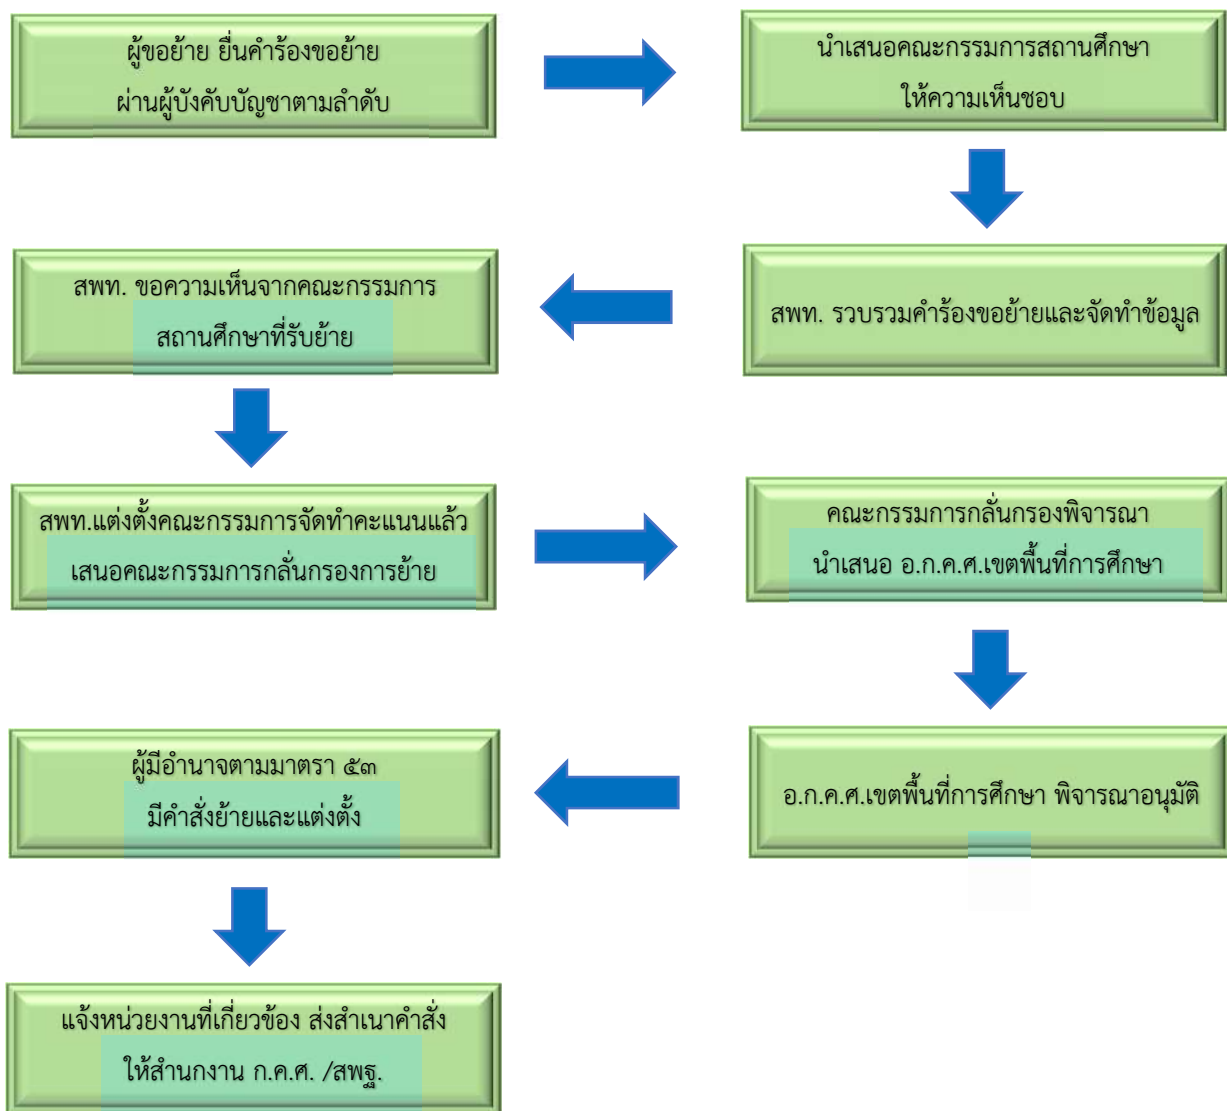 ผู้ขอย้าย ยื่นคำร้องขอย้าย
ผ่านผู้บังคับบัญชาตามลำดับ
นำเสนอคณะกรรมการสถานศึกษา
ให้ความเห็นชอบ
สพท. รวบรวมคำร้องขอย้ายและจัดทำข้อมูล
สพท. ขอความเห็นจากคณะกรรมการ
สถานศึกษาที่รับย้าย
สพท.แต่งตั้งคณะกรรมการจัดทำคะแนนแล้ว
เสนอคณะกรรมการกลั่นกรองการย้าย
คณะกรรมการกลั่นกรองพิจารณา
นำเสนอ อ.ก.ค.ศ.เขตพื้นที่การศึกษา
อ.ก.ค.ศ.เขตพื้นที่การศึกษา พิจารณาอนุมัติ
ผู้มีอำนาจตามมาตรา ๕๓
มีคำสั่งย้ายและแต่งตั้ง
แจ้งหน่วยงานที่เกี่ยวข้อง ส่งสำเนาคำสั่ง
ให้สำนกงาน ก.ค.ศ. /สพฐ.